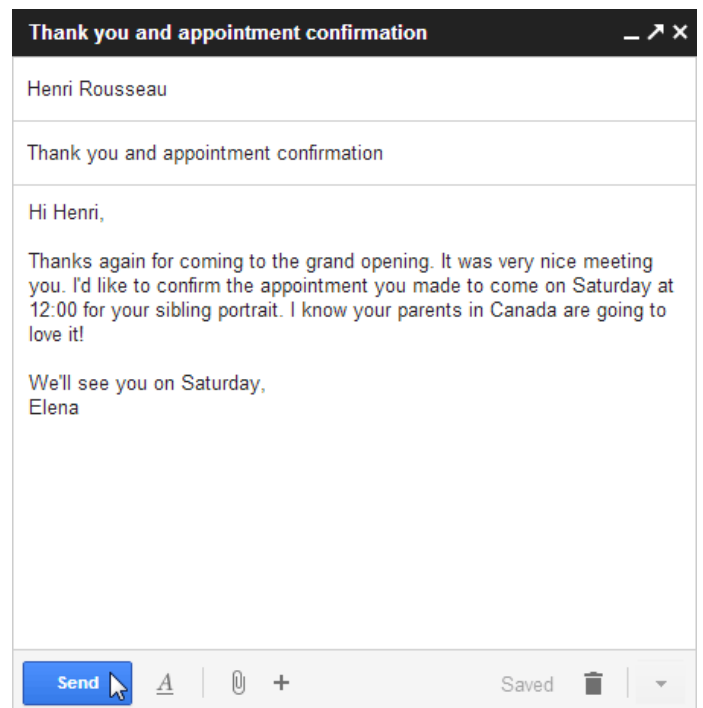 Thank you and appointment confirmation
Henri Rousseau
Thank you and appointment confirmation
Hi Henri,
Thanks again for coming to the grand opening. It was very nice meeting
you. I'd like to confirm the appointment you made to come on Saturday at
12:00 for your sibling portrait. I know your parents in Canada are going to
love it!
We'll see you on Saturday,
Elena
Send A Saved